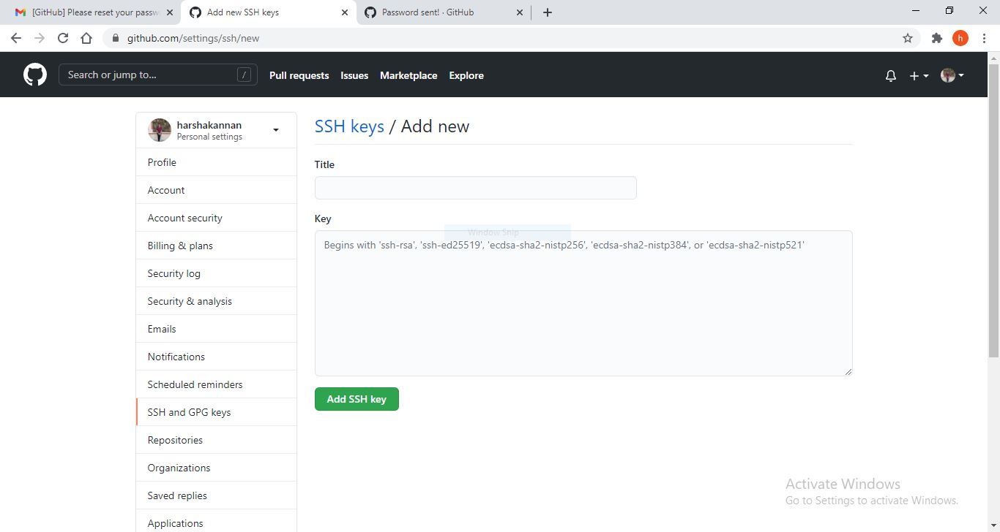 [GitHub] Please reset your passw
Add new SSH keys
Password sent! · GitHub
github.com/settings/ssh/new
h
Search or jump to...
/
Pull requests
Issues
Marketplace
Explore
harshakannan
Personal settings
Profile
Account
Account security
Billing & plans
Security log
Security & analysis
Emails
Notifications
Scheduled reminders
SSH and GPG keys
Repositories
Organizations
Saved replies
Applications
SSH keys / Add new
Title
Key
Window Snip
Begins with 'ssh-rsa', 'ssh-ed25519', 'ecdsa-sha2-nistp256', 'ecdsa-sha2-nistp384', or 'ecdsa-sha2-nistp521'
Add SSH key
Activate Windows
Go to Settings to activate Windows.